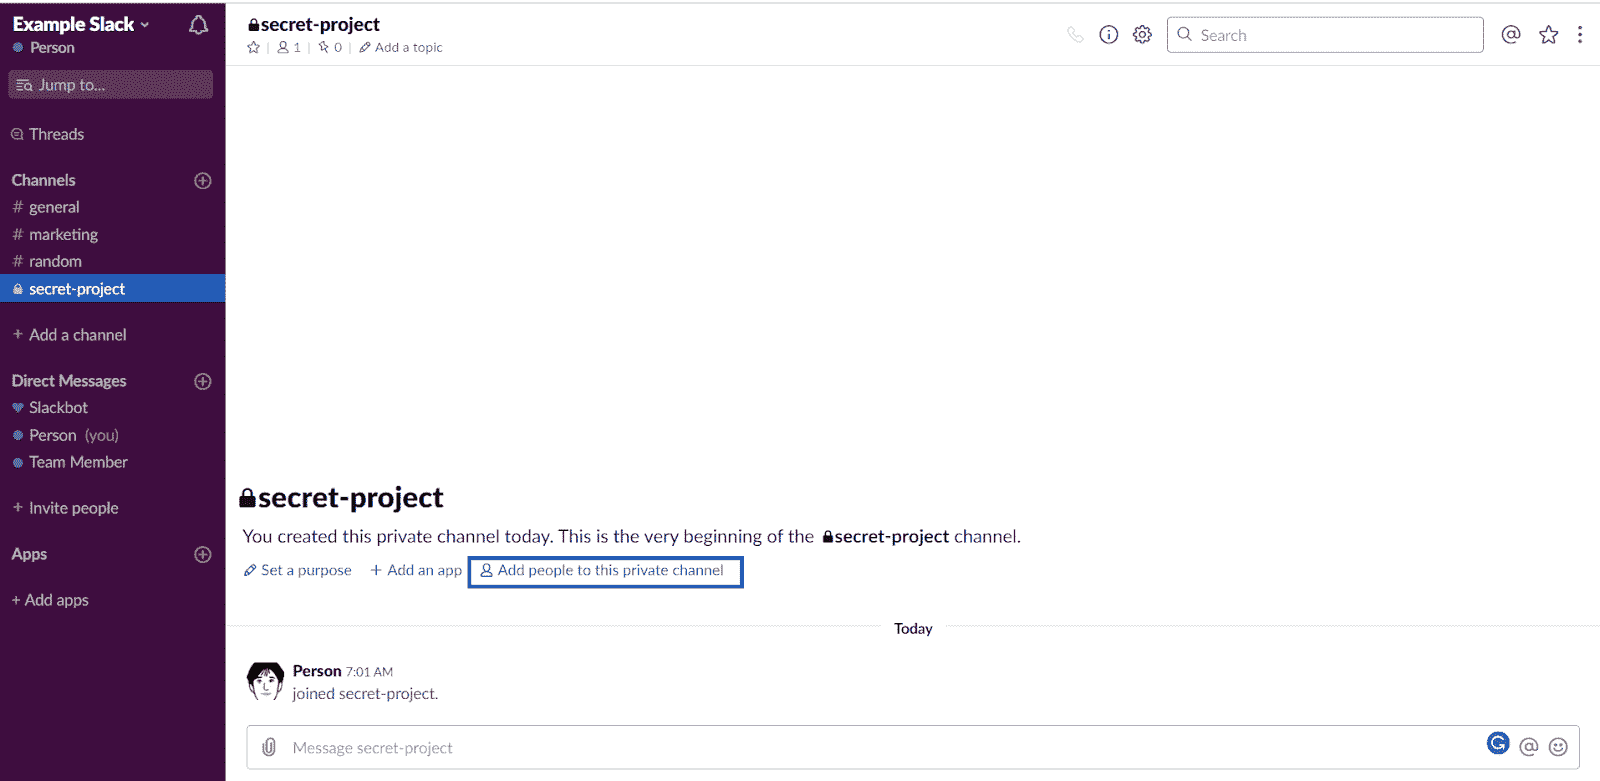 Example Slack
Person
Jump to...
Threads
Channels
# general
# marketing
# random
secret-project
+ Add a channel
Direct Messages
Slackbot
Person (you)
Team Member
+ Invite people
Apps
+ Add apps
secret-project
1 | 0 | Add a topic
Search
secret-project
You created this private channel today. This is the very beginning of the secret-project channel.
Set a purpose + Add an app Add people to this private channel
Today
Person 7:01 AM
joined secret-project.
Message secret-project